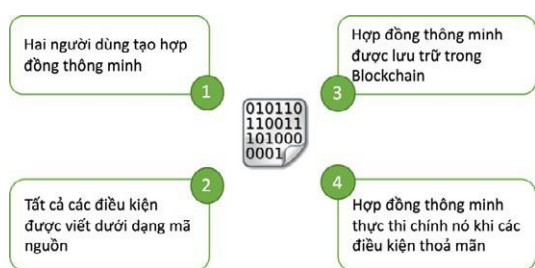 Hai người dùng tạo hợp
đồng thông minh
1
Tất cả các điều kiện
được viết dưới dạng mã
nguồn
2
010110
110011
101000
0001
Hợp đồng thông minh
được lưu trữ trong
Blockchain
3
Hợp đồng thông minh
thực thi chính nó khi các
điều kiện thoả mãn
4